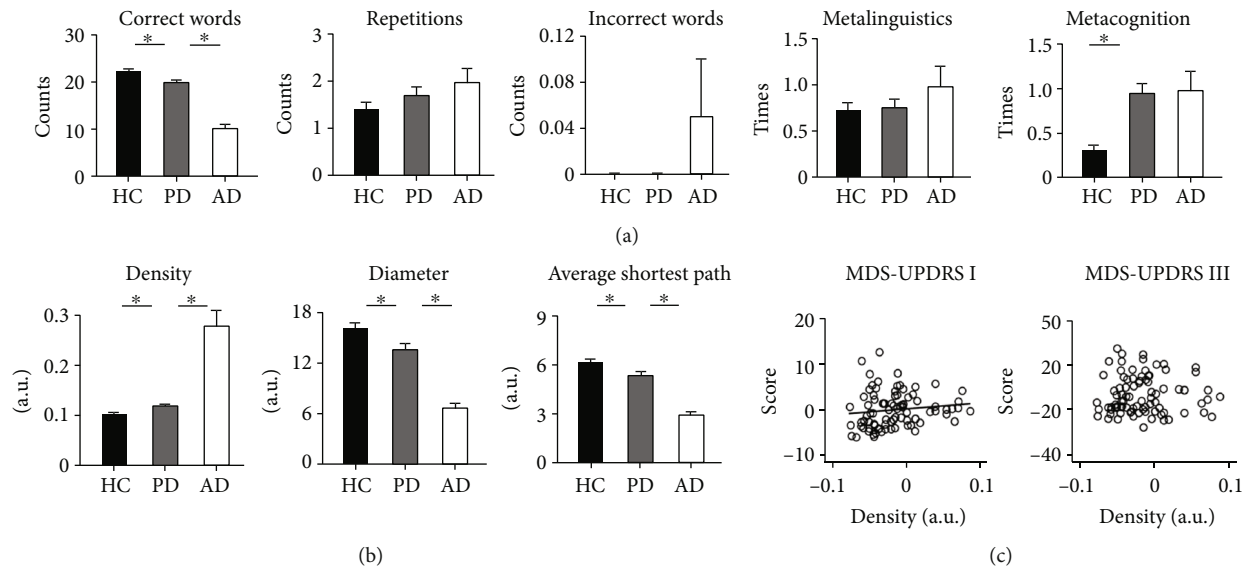 Correct words
Repetitions
Incorrect words
Metalinguistics
Metacognition
Counts
30
20
10
0
*
*
HC PD AD
Counts
3
2
1
0
HC PD AD
Counts
0.12
0.08
0.04
0
HC PD AD
Times
1.5
1.0
0.5
0
HC PD AD
Times
1.5
1.0
0.5
0
*
HC PD AD
(a)
Density
Diameter
Average shortest path
MDS-UPDRS I
MDS-UPDRS III
(a.u.)
0.3
0.2
0.1
0
*
*
HC PD AD
(a.u.)
18
12
6
0
*
*
HC PD AD
(a.u.)
9
6
3
0
*
*
HC PD AD
Score
20
10
0
−10
−0.1 0 0.1
Density (a.u.)
Score
50
20
−20
−40
−0.1 0 0.1
Density (a.u.)
(b)
(c)